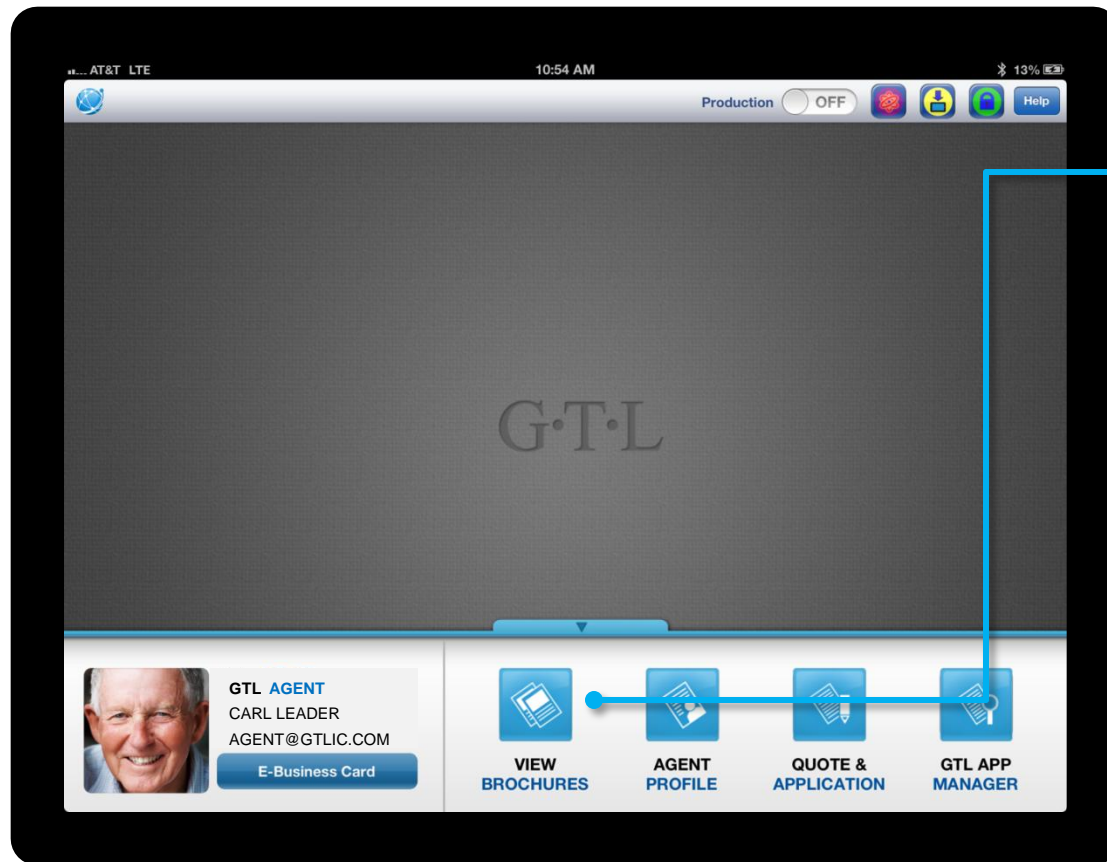 AT&T LTE
10:54 AM
13%
Production OFF
Help
G·T·L
GTL AGENT
CARL LEADER
AGENT@GTLIC.COM
E-Business Card
VIEW
BROCHURES
AGENT
PROFILE
QUOTE &
APPLICATION
GTL APP
MANAGER